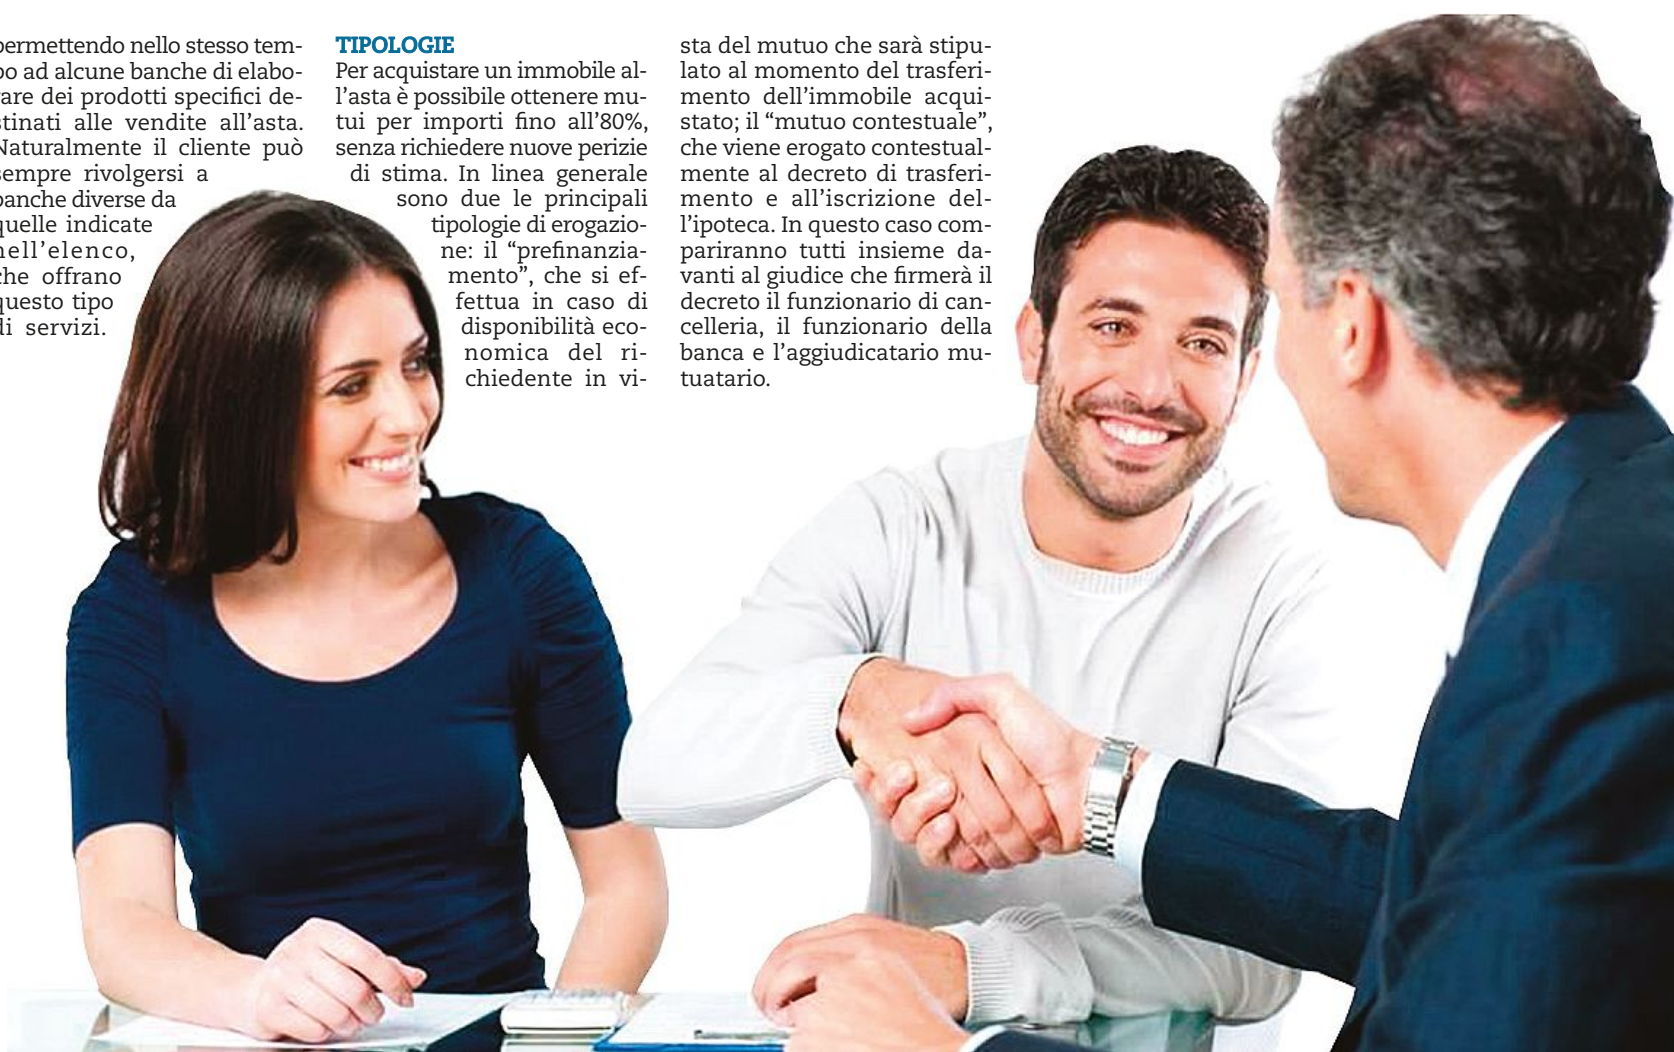 permettendo nello stesso tem-
po ad alcune banche di elabo-
rare dei prodotti specifici de-
stinati alle vendite all'asta.
Naturalmente il cliente può
sempre rivolgersi a
banche diverse da
quelle indicate
nell'elenco,
che offrano
questo tipo
di servizi.
TIPOLOGIE
Per acquistare un immobile al-
l'asta è possibile ottenere mu-
tui per importi fino all'80%,
senza richiedere nuove perizie
di stima. In linea generale
sono due le principali
tipologie di erogazio-
ne: il “prefinanzia-
mento”, che si ef-
fettua in caso di
disponibilità eco-
nomica del ri-
chiedente in vi-
sta del mutuo che sarà stipu-
lato al momento del trasferi-
mento dell'immobile acqui-
stato; il “mutuo contestuale”,
che viene erogato contestual-
mente al decreto di trasferi-
mento e all'iscrizione del-
l'ipoteca. In questo caso com-
pariranno tutti insieme da-
vanti al giudice che firmerà il
decreto il funzionario di can-
celleria, il funzionario della
banca e l'aggiudicatario mu-
tuatario.